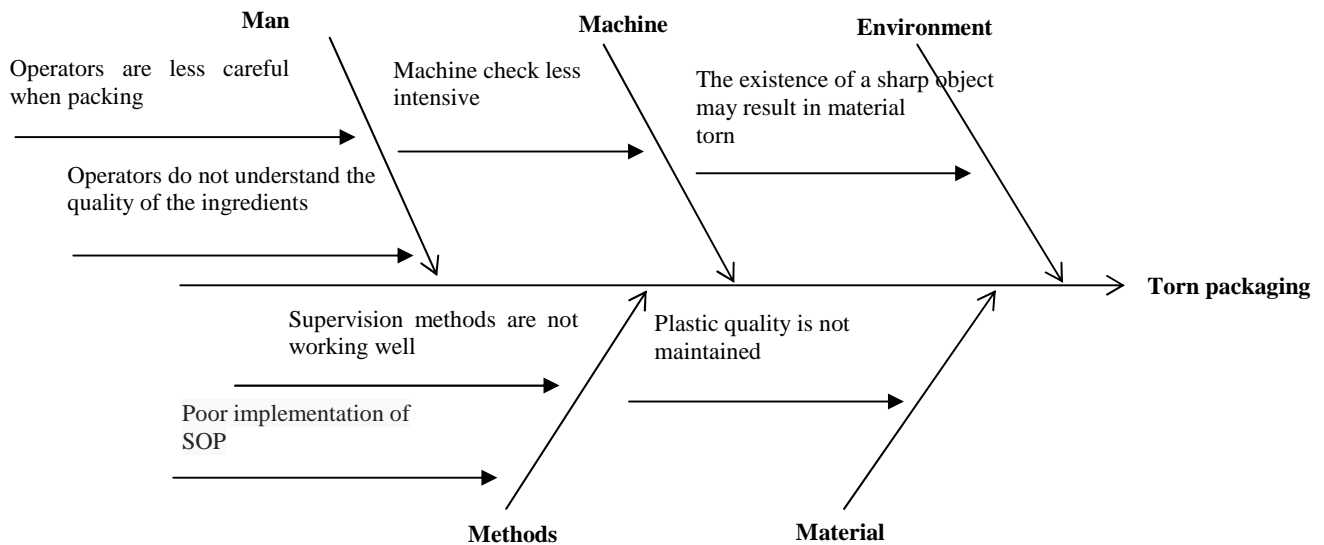 Man
Machine
Environment
Operators are less careful
when packing
Machine check less
intensive
The existence of a sharp object
may result in material
torn
Operators do not understand the
quality of the ingredients
Torn packaging
Supervision methods are not
working well
Plastic quality is not
maintained
Poor implementation of
SOP
Methods
Material